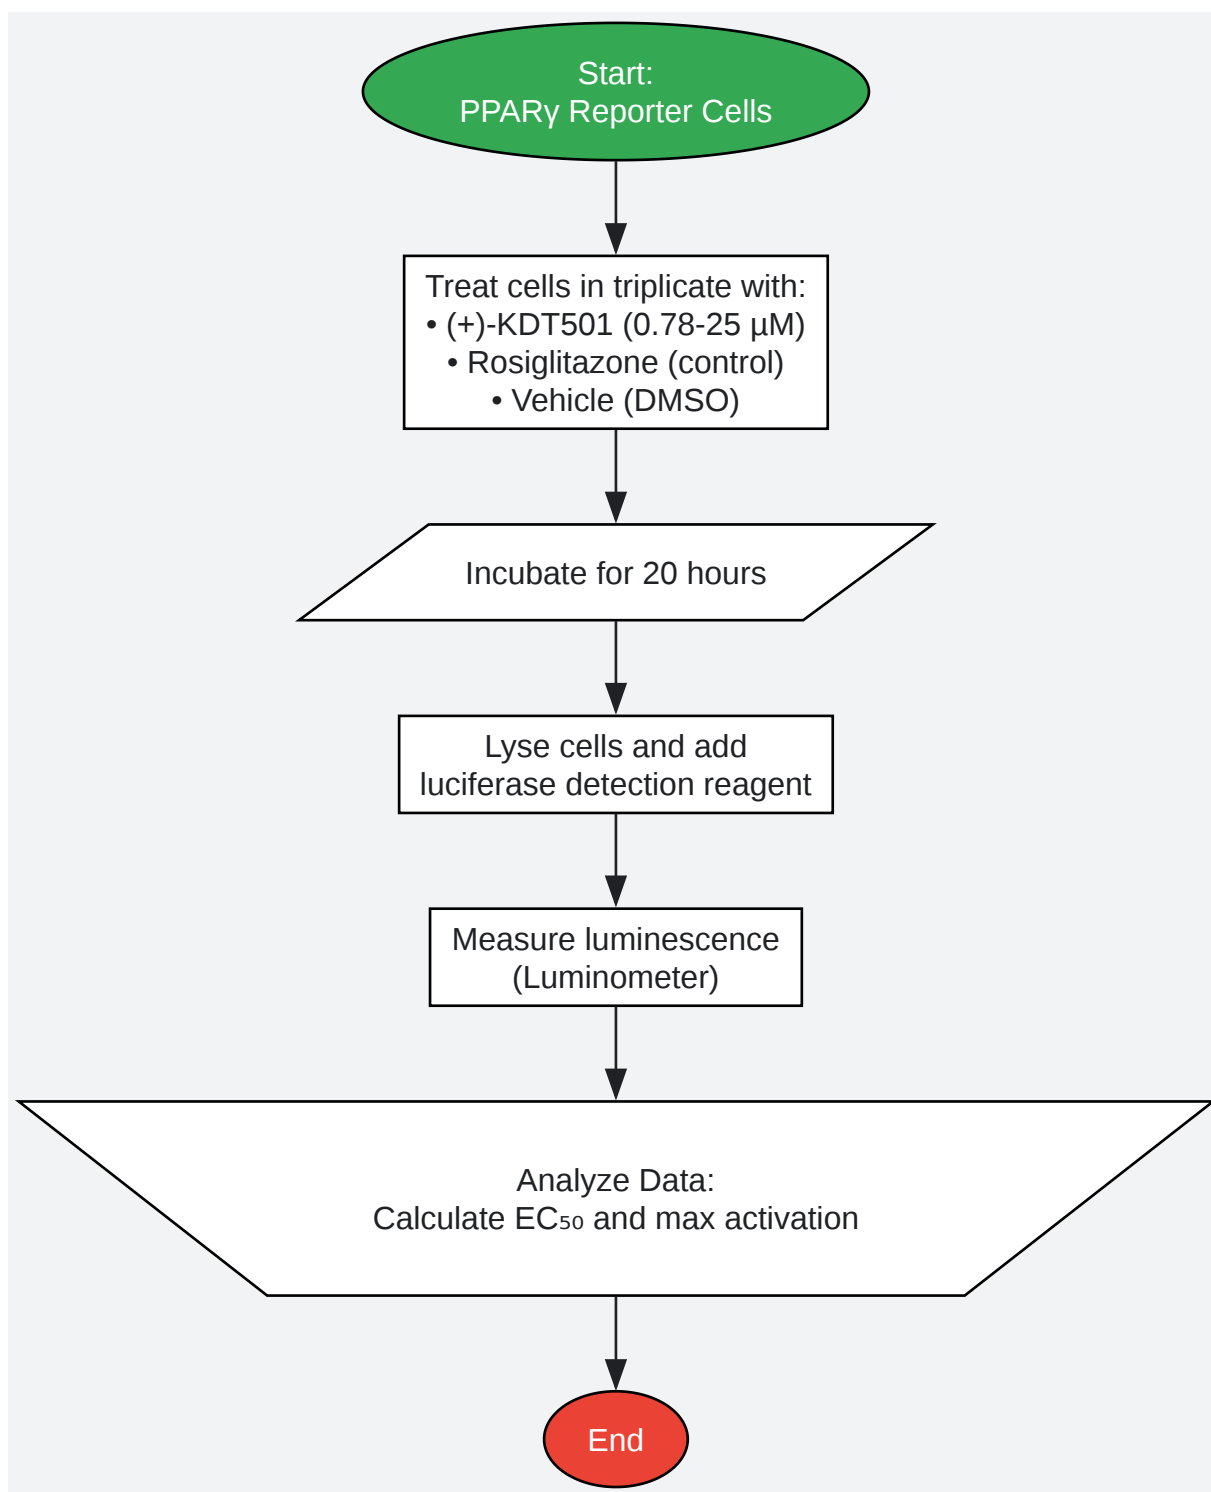 Start:
PPARγ Reporter Cells
Treat cells in triplicate with:
• (+)-KDT501 (0.78-25 µM)
• Rosiglitazone (control)
• Vehicle (DMSO)
Incubate for 20 hours
Lyse cells and add
luciferase detection reagent
Measure luminescence
(Luminometer)
Analyze Data:
Calculate EC₅₀ and max activation
End